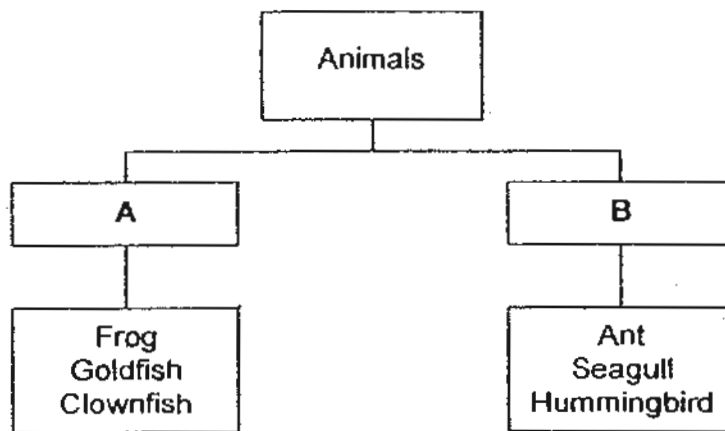 Animals
A
B
Frog
Goldfish
Clownfish
Ant
Seagull
Hummingbird